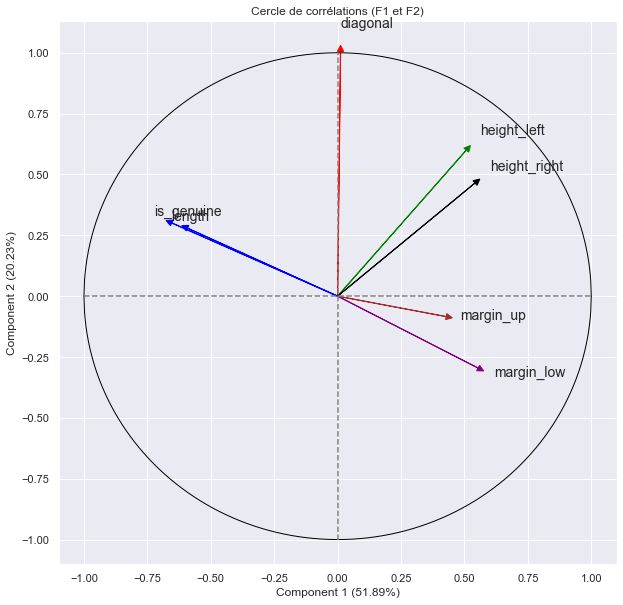 Cercle de corrélations (F1 et F2)
diagonal
1.00
0.75
height_left
height_right
0.50
is_genuine
length
0.25
0.00
margin_up
−0.25
margin_low
−0.50
−0.75
−1.00
Component 2 (20.23%)
−1.00 −0.75 −0.50 −0.25 0.00 0.25 0.50 0.75 1.00
Component 1 (51.89%)